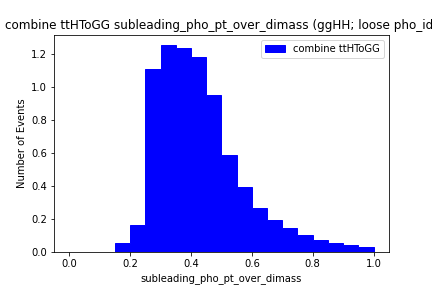 combine ttHToGG subleading_pho_pt_over_dimass (ggHH; loose pho_id
combine ttHToGG
Number of Events
1.2
1.0
0.8
0.6
0.4
0.2
0.0
0.0 0.2 0.4 0.6 0.8 1.0
subleading_pho_pt_over_dimass